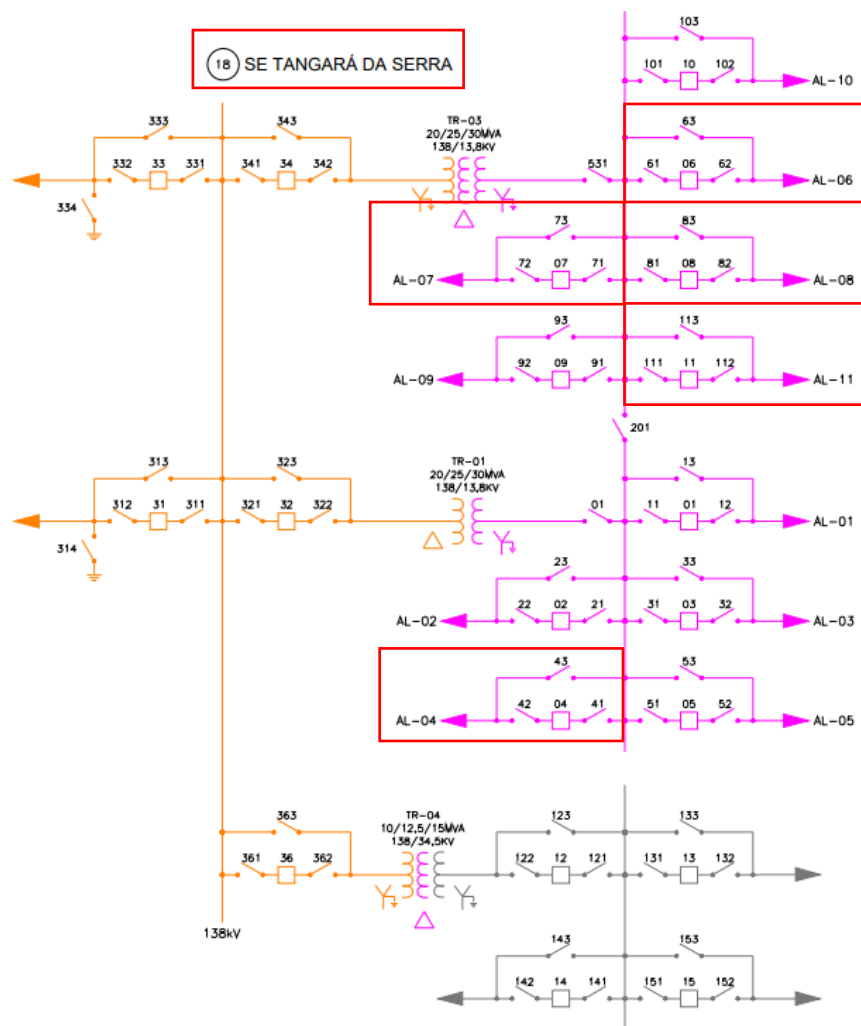 18 SE TANGARÁ DA SERRA
103
101 10 102
AL-10
333 343
TR-03
20/25/30MVA
138/13,8KV
63
332 33 331 341 34 342
531
61 06 62
AL-06
334
73 83
72 07 71 81 08 82
AL-07
AL-08
93 113
92 09 91 111 11 112
AL-09
AL-11
201
313 323
TR-01
20/25/30MVA
138/13,8KV
13
312 31 311 321 32 322
01
11 01 12
AL-01
314
23 33
22 02 21 31 03 32
AL-02
AL-03
43 53
42 04 41 51 05 52
AL-04
AL-05
363
TR-04
10/12,5/15MVA
138/34,5KV
123 133
361 36 362
122 12 121 131 13 132
138kV
143 153
142 14 141 151 15 152